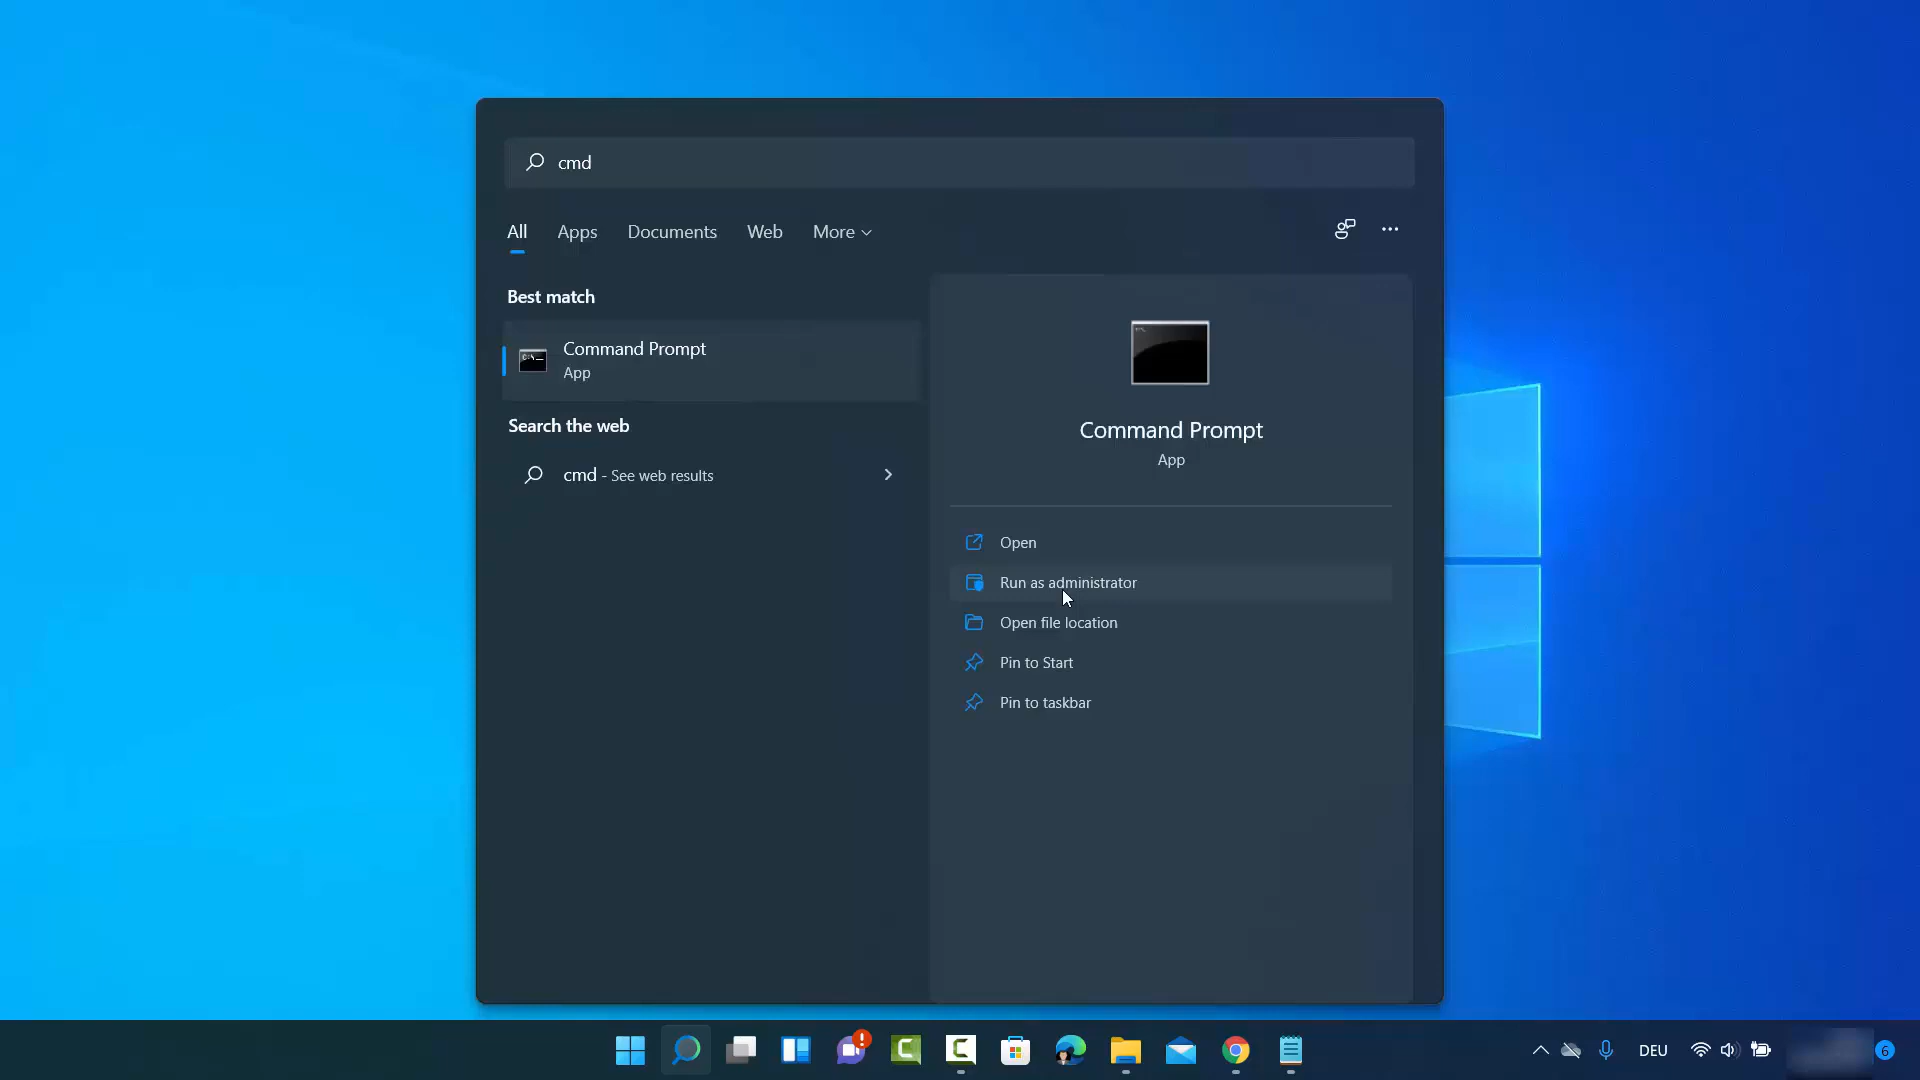 cmd
All Apps Documents Web More
Best match
Command Prompt
App
Search the web
cmd - See web results
Command Prompt
App
Open
Run as administrator
Open file location
Pin to Start
Pin to taskbar
DEU
6